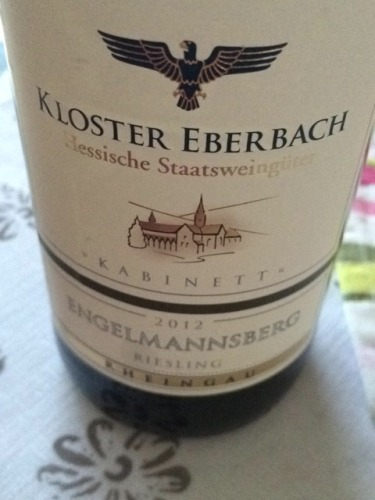 KLOSTER EBERBACH
Hessische Staatsweingüter
» KABINETT «
2012
ENGELMANNSBERG
RIESLING
RHEINGAU